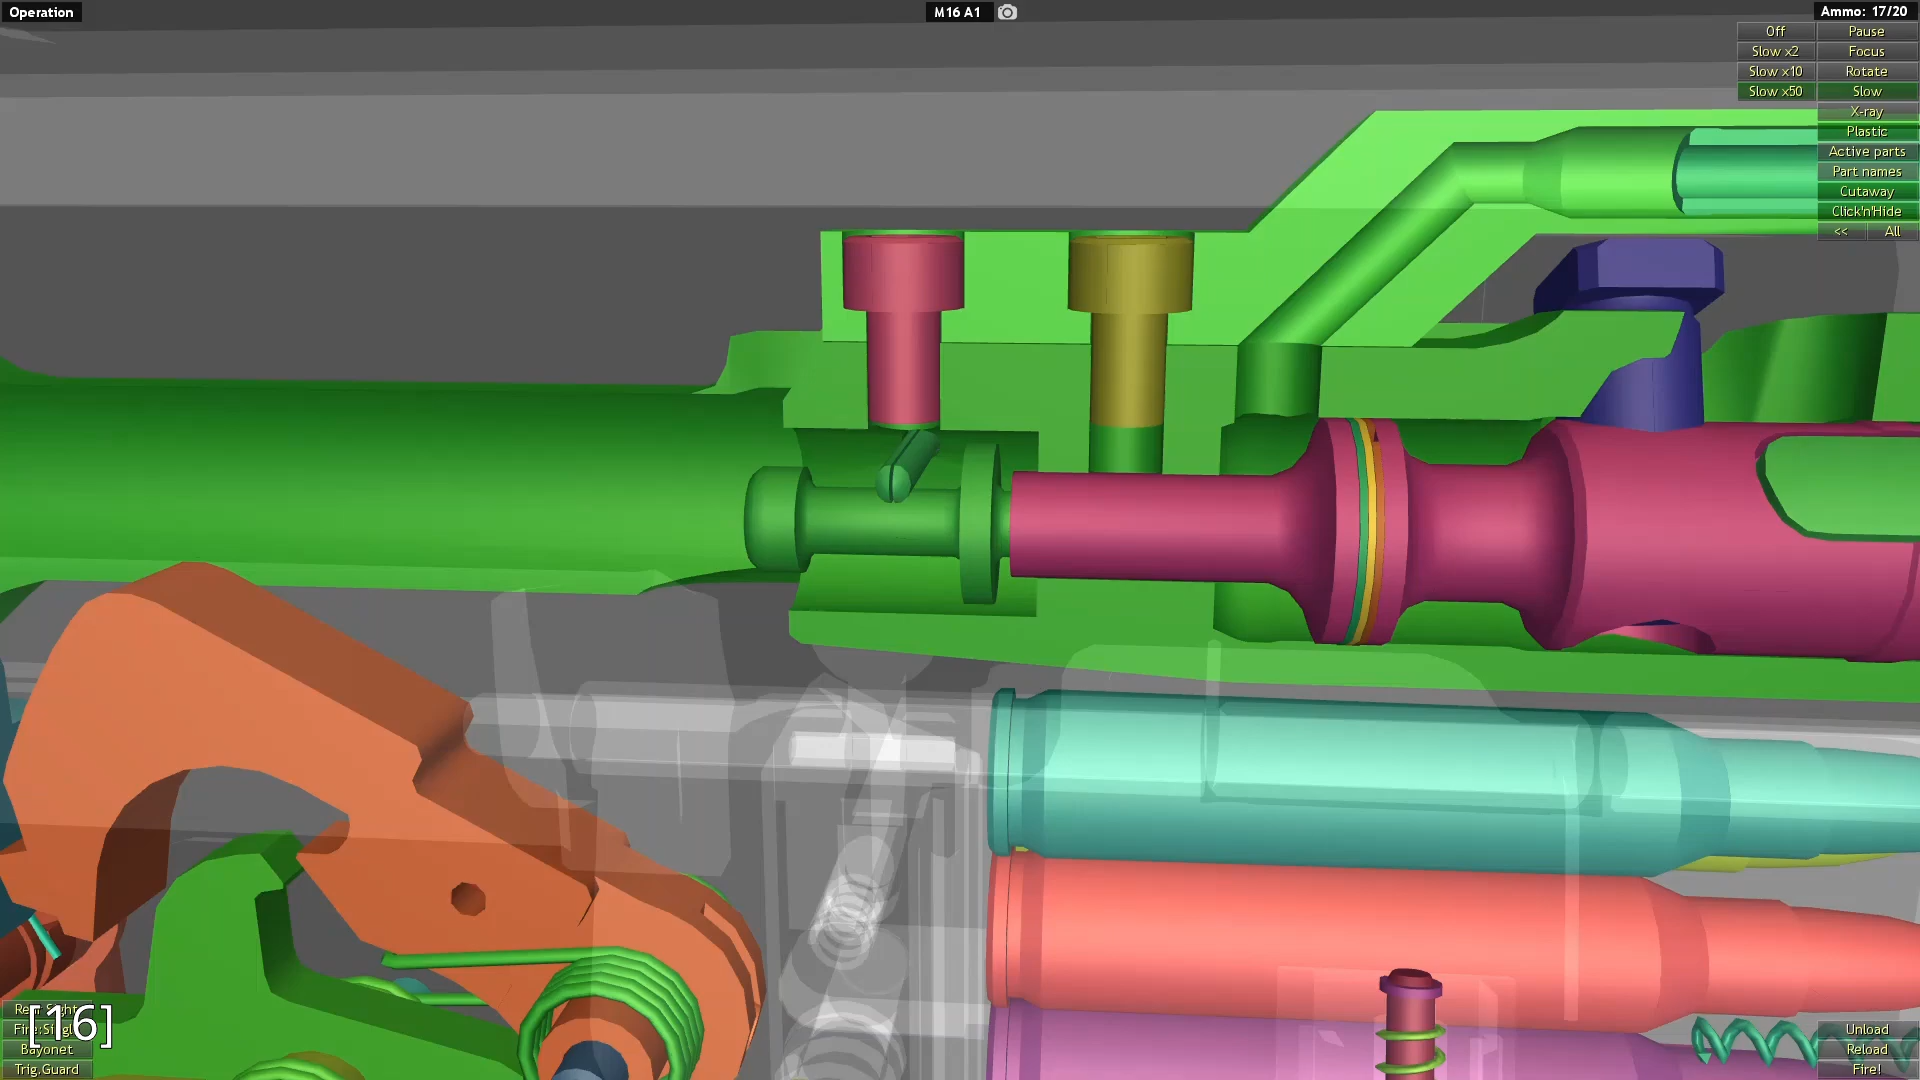 Operation
M16 A1
Ammo: 17/20
Off
Pause
Slow x2
Focus
Slow x10
Rotate
Slow x50
Slow
X-ray
Plastic
Active parts
Part names
Cutaway
Click'n'Hide
<<
All
[16]
Bayonet
Trig.Guard
Unload
Reload
Fire!